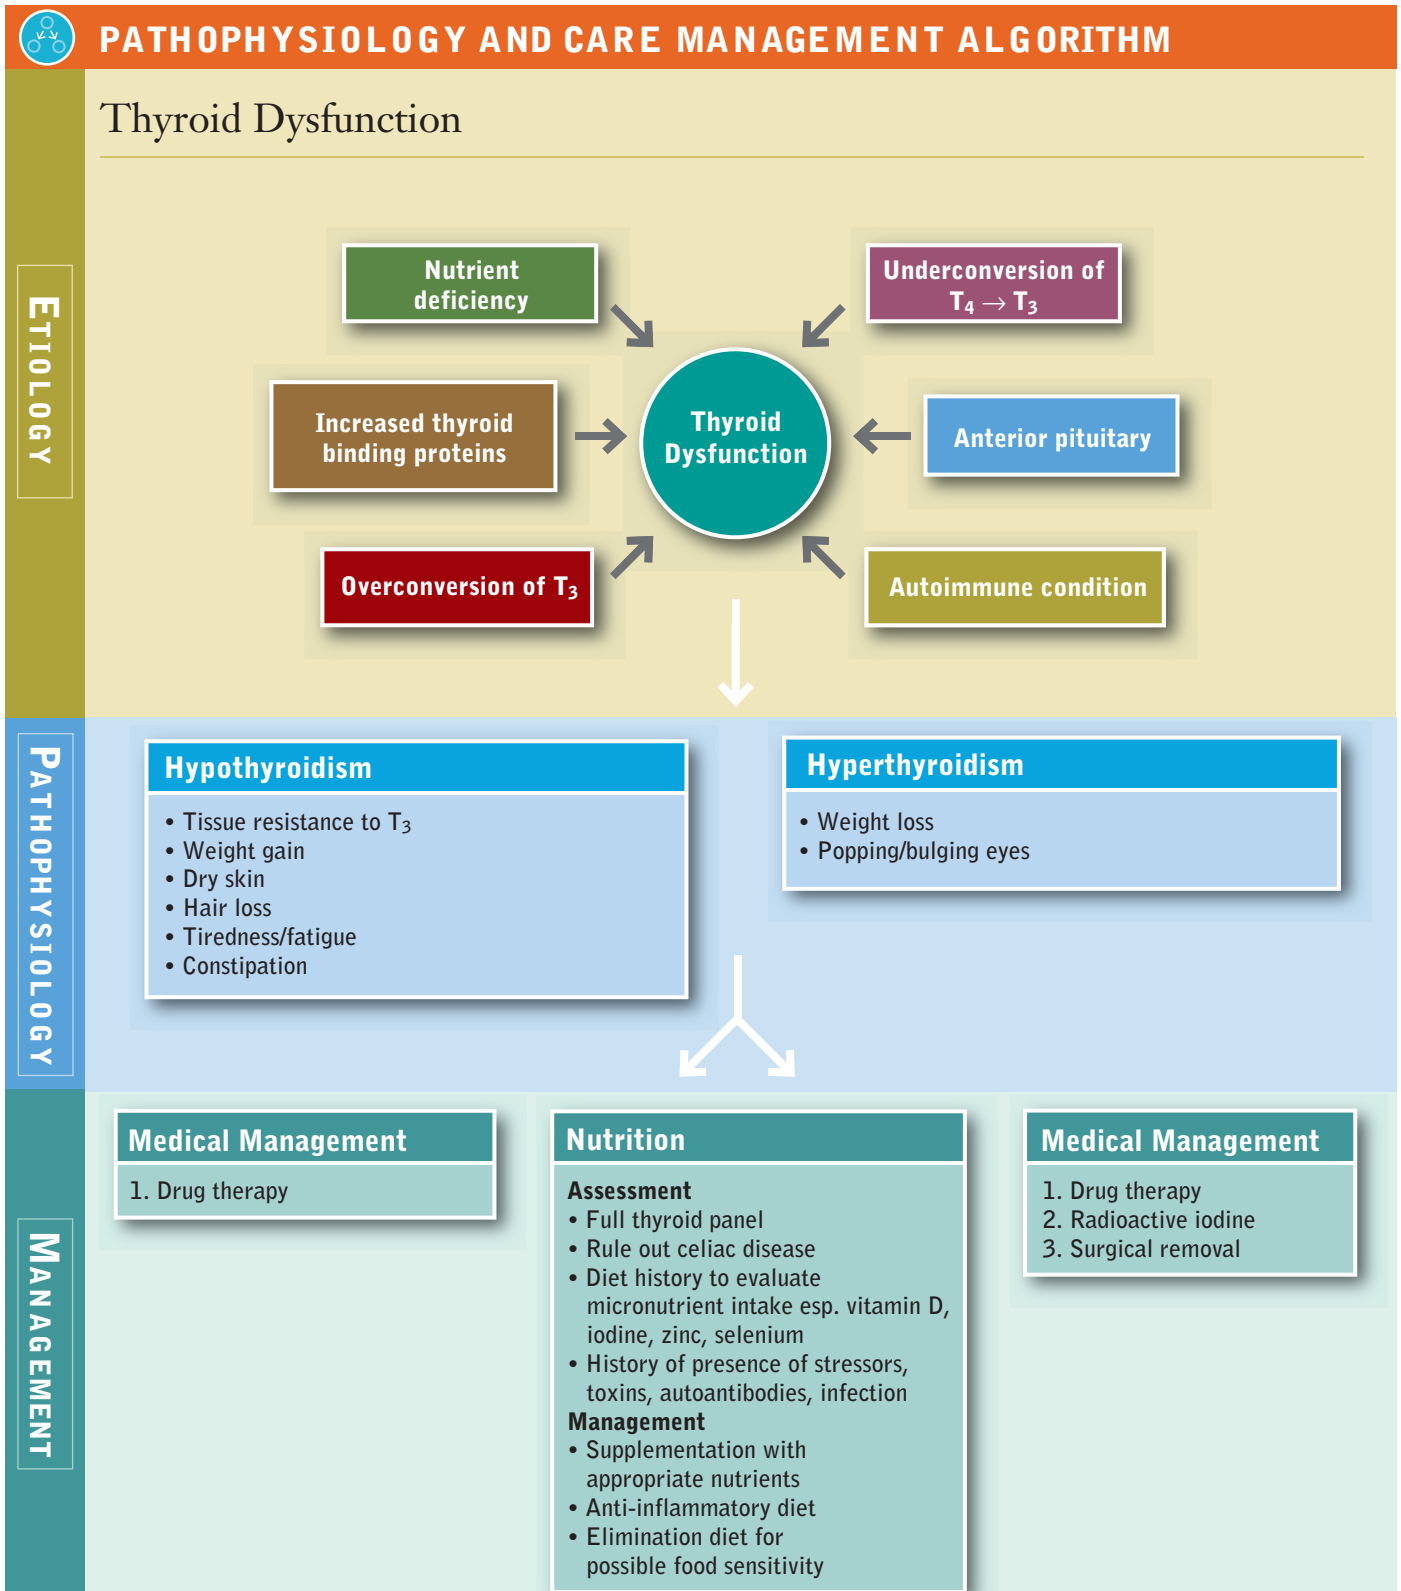 PATHOPHYSIOLOGY AND CARE MANAGEMENT ALGORITHM
Thyroid Dysfunction
ETIOLOGY
Nutrient
deficiency
Underconversion of
T₄ → T₃
Increased thyroid
binding proteins
Thyroid
Dysfunction
Anterior pituitary
Overconversion of T₃
Autoimmune condition
PATHOPHYSIOLOGY
Hypothyroidism
• Tissue resistance to T₃
• Weight gain
• Dry skin
• Hair loss
• Tiredness/fatigue
• Constipation
Hyperthyroidism
• Weight loss
• Popping/bulging eyes
MANAGEMENT
Medical Management
1. Drug therapy
Nutrition
Assessment
• Full thyroid panel
• Rule out celiac disease
• Diet history to evaluate
micronutrient intake esp. vitamin D,
iodine, zinc, selenium
• History of presence of stressors,
toxins, autoantibodies, infection
Management
• Supplementation with
appropriate nutrients
• Anti-inflammatory diet
• Elimination diet for
possible food sensitivity
Medical Management
1. Drug therapy
2. Radioactive iodine
3. Surgical removal